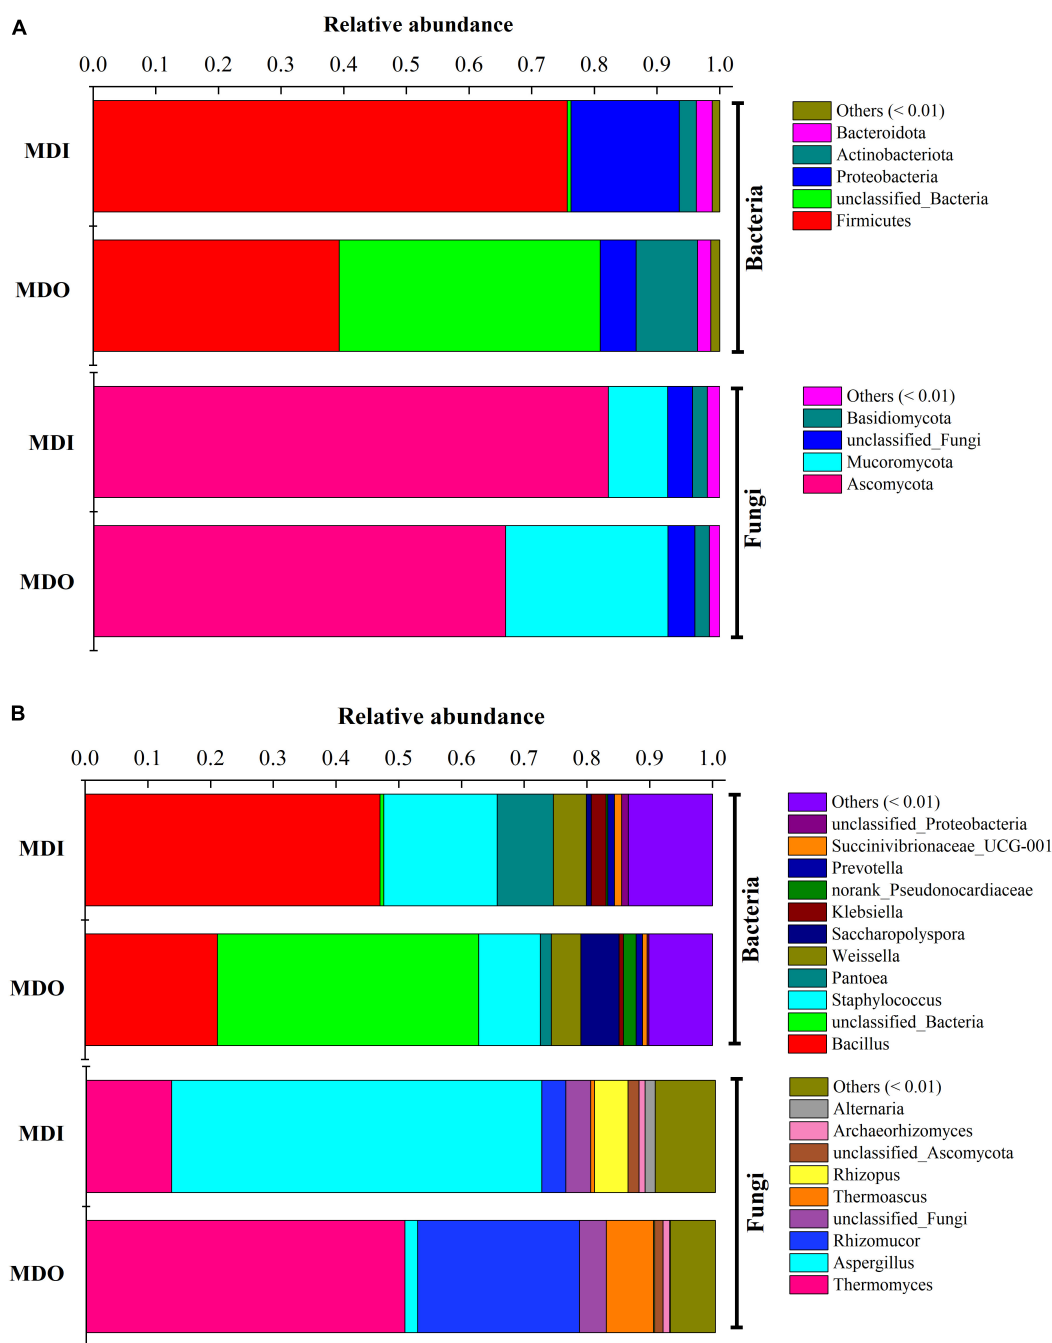 A
Relative abundance
0.0 0.1 0.2 0.3 0.4 0.5 0.6 0.7 0.8 0.9 1.0
MDI
MDO
Bacteria
Others (< 0.01)
Bacteroidota
Actinobacteriota
Proteobacteria
unclassified_Bacteria
Firmicutes
MDI
MDO
Fungi
Others (< 0.01)
Basidiomycota
unclassified_Fungi
Mucoromycota
Ascomycota
B
Relative abundance
0.0 0.1 0.2 0.3 0.4 0.5 0.6 0.7 0.8 0.9 1.0
MDI
MDO
Bacteria
Others (< 0.01)
unclassified_Proteobacteria
Succinivibrionaceae_UCG-001
Prevotella
norank_Pseudonocardiaceae
Klebsiella
Saccharopolyspora
Weissella
Pantoea
Staphylococcus
unclassified_Bacteria
Bacillus
MDI
MDO
Fungi
Others (< 0.01)
Alternaria
Archaeorhizomyces
unclassified_Ascomycota
Rhizopus
Thermoascus
unclassified_Fungi
Rhizomucor
Aspergillus
Thermomyces